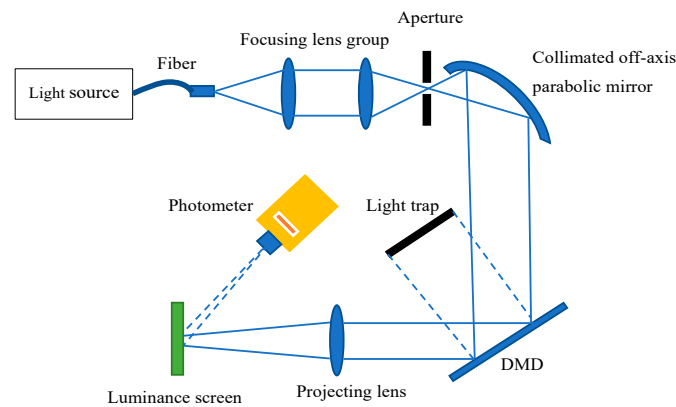 Aperture
Focusing lens group
Collimated off-axis
parabolic mirror
Fiber
Light source
Photometer
Light trap
DMD
Projecting lens
Luminance screen